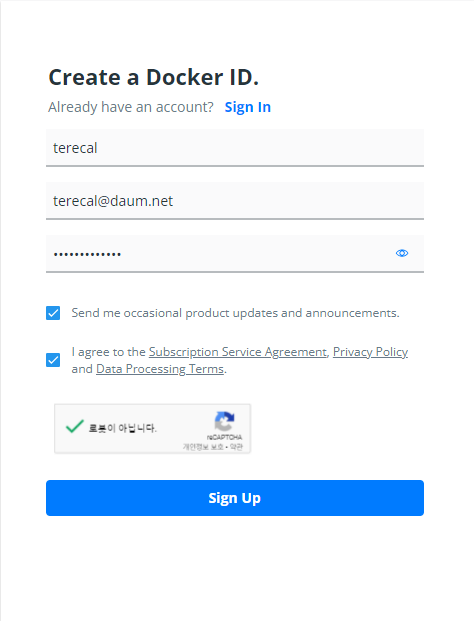 Create a Docker ID.
Already have an account? Sign In
terecal
terecal@daum.net
•••••••••••••
Send me occasional product updates and announcements.
I agree to the Subscription Service Agreement, Privacy Policy
and Data Processing Terms.
로봇이 아닙니다.
reCAPTCHA
개인정보 보호 • 약관
Sign Up